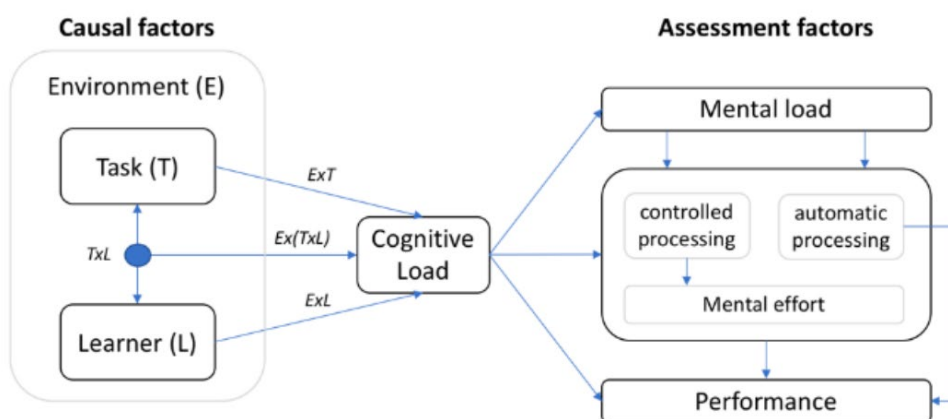 Causal factors
Assessment factors
Environment (E)
Mental load
Task (T)
ExT
controlled
processing
automatic
processing
TxL
Ex(TxL)
Cognitive
Load
ExL
Mental effort
Learner (L)
Performance